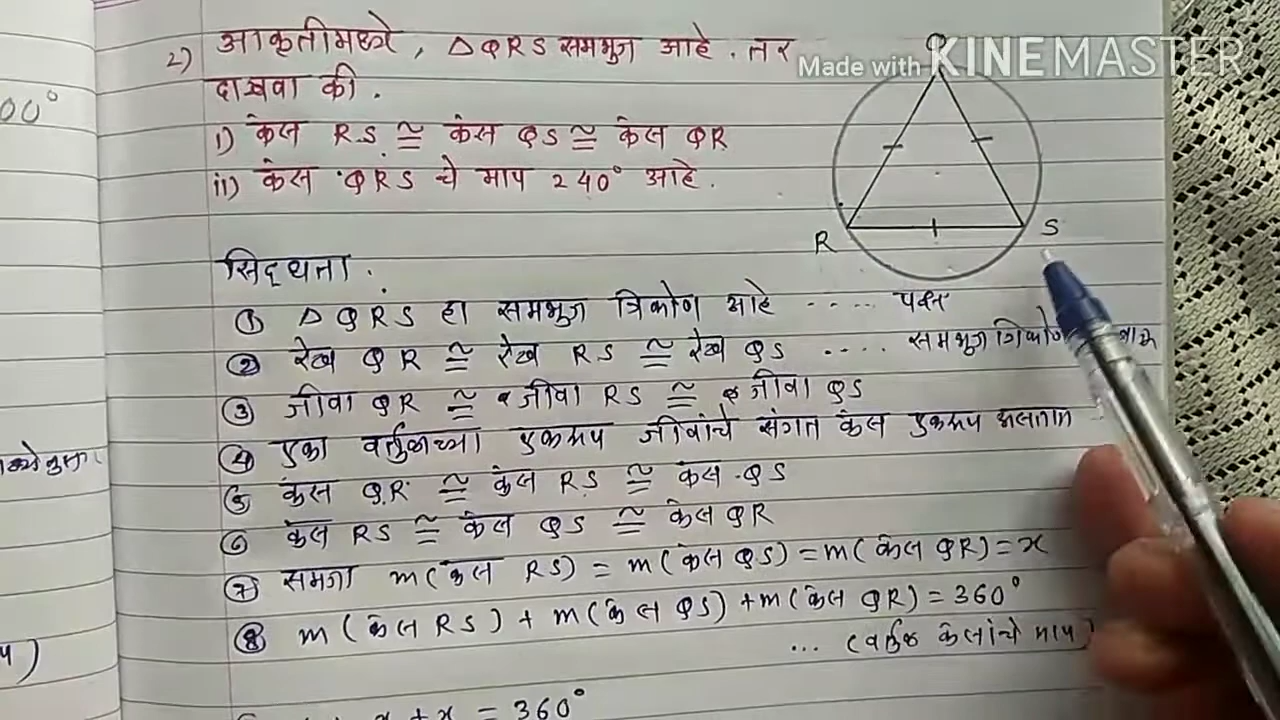 ००°
2) आकृतीमध्ये, △QRS समभुज आहे. तर
Made with KINEMASTER
दाखवा की.
i) कंस RS ≅ कंस QS ≅ कंस QR
ii) कंस QRS चे माप 240° आहे.
Q
R
S
सिद्धता.
① △QRS हा समभुज त्रिकोण आहे ..... पक्ष
② रेख QR ≅ रेख RS ≅ रेख QS .... समभुज त्रिकोण
③ जीवा QR ≅ जीवा RS ≅ जीवा QS
④ एका वर्तुळाच्या एकरूप जीवांचे संगत कंस एकरूप असतात
⑤ कंस QR ≅ कंस RS ≅ कंस QS
⑥ कंस RS ≅ कंस QS ≅ कंस QR
⑦ समजा m(कंस RS) = m(कंस QS) = m(कंस QR) = x
⑧ m(कंस RS) + m(कंस QS) + m(कंस QR) = 360°
... (वर्तुळ कंसांचे माप)
x + x = 360°